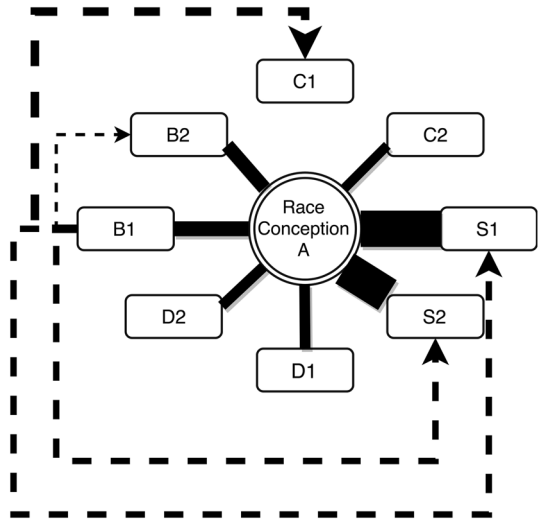 C1
B2
C2
Race
Conception
A
B1
S1
D2
S2
D1